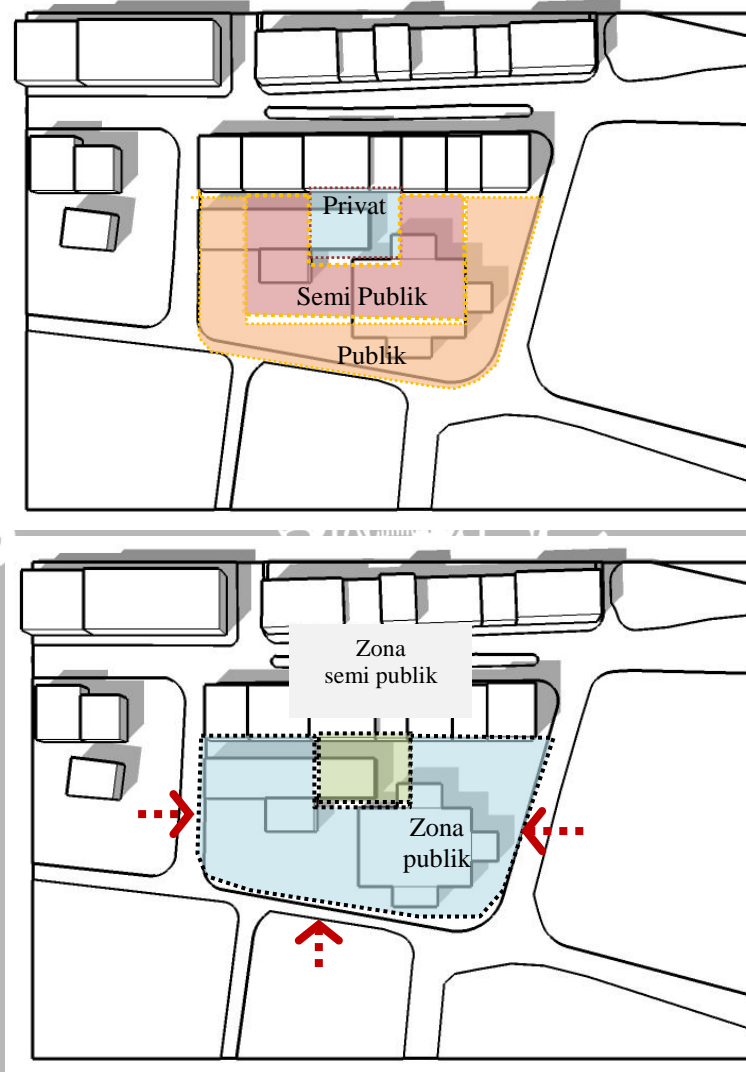 Privat
Semi Publik
Publik
Zona
semi publik
Zona
publik